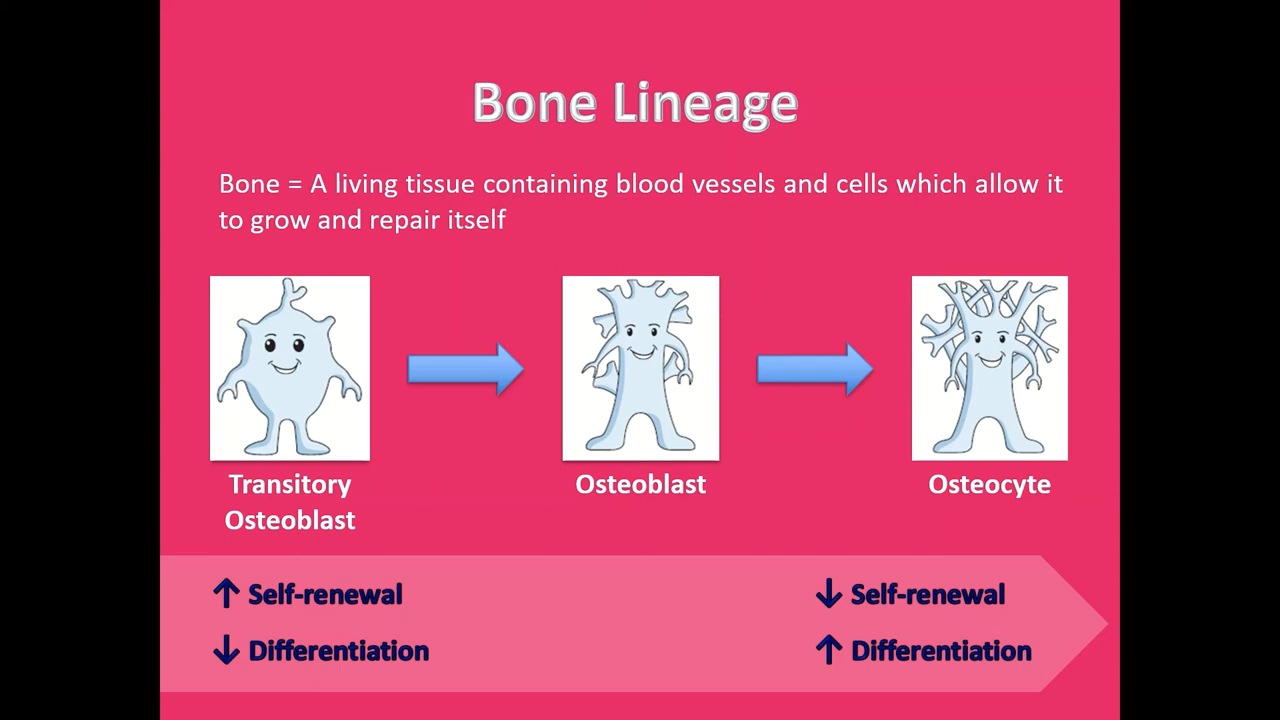 Bone Lineage
Bone = A living tissue containing blood vessels and cells which allow it
to grow and repair itself
Transitory
Osteoblast
Osteoblast
Osteocyte
↑ Self-renewal
↓ Differentiation
↓ Self-renewal
↑ Differentiation